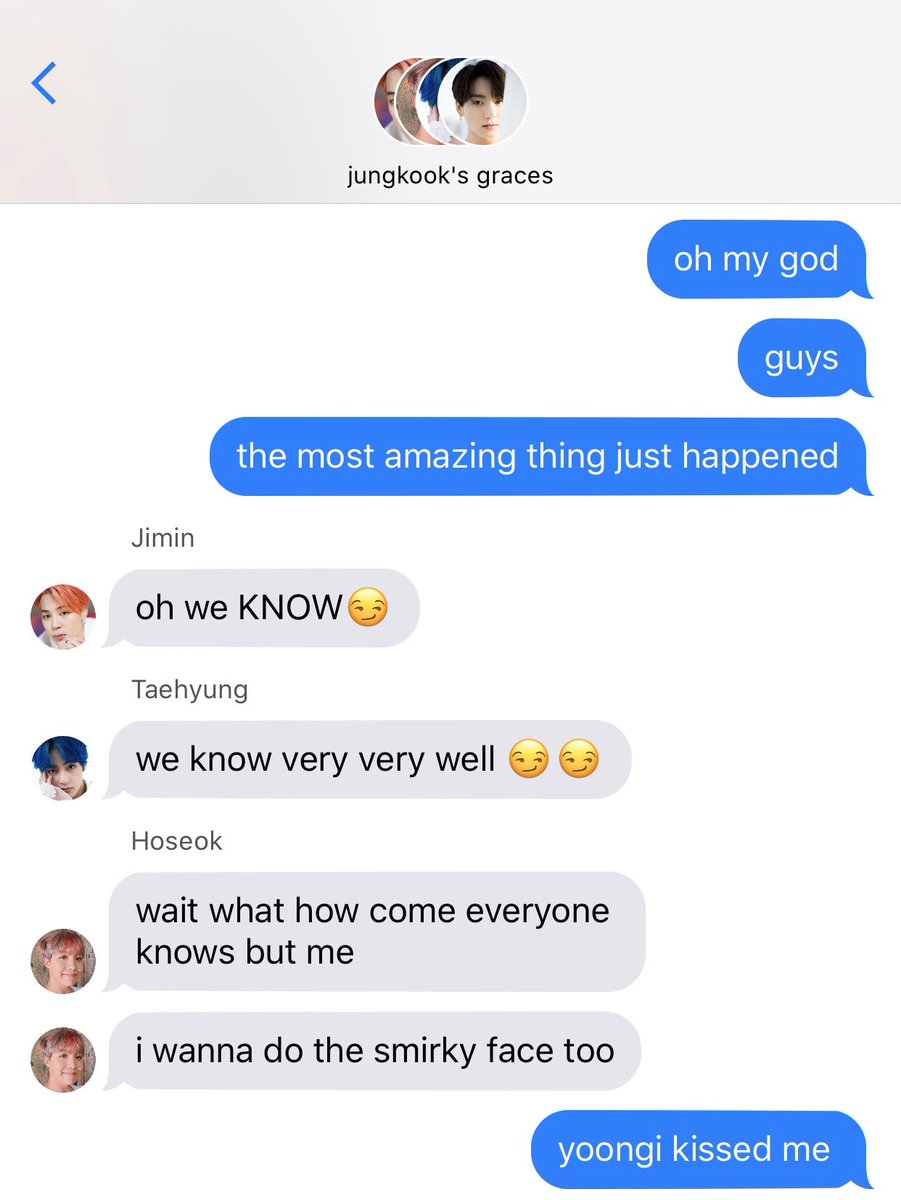 jungkook's graces
oh my god
guys
the most amazing thing just happened
Jimin
oh we KNOW😏
Taehyung
we know very very well 😏 😏
Hoseok
wait what how come everyone
knows but me
i wanna do the smirky face too
yoongi kissed me